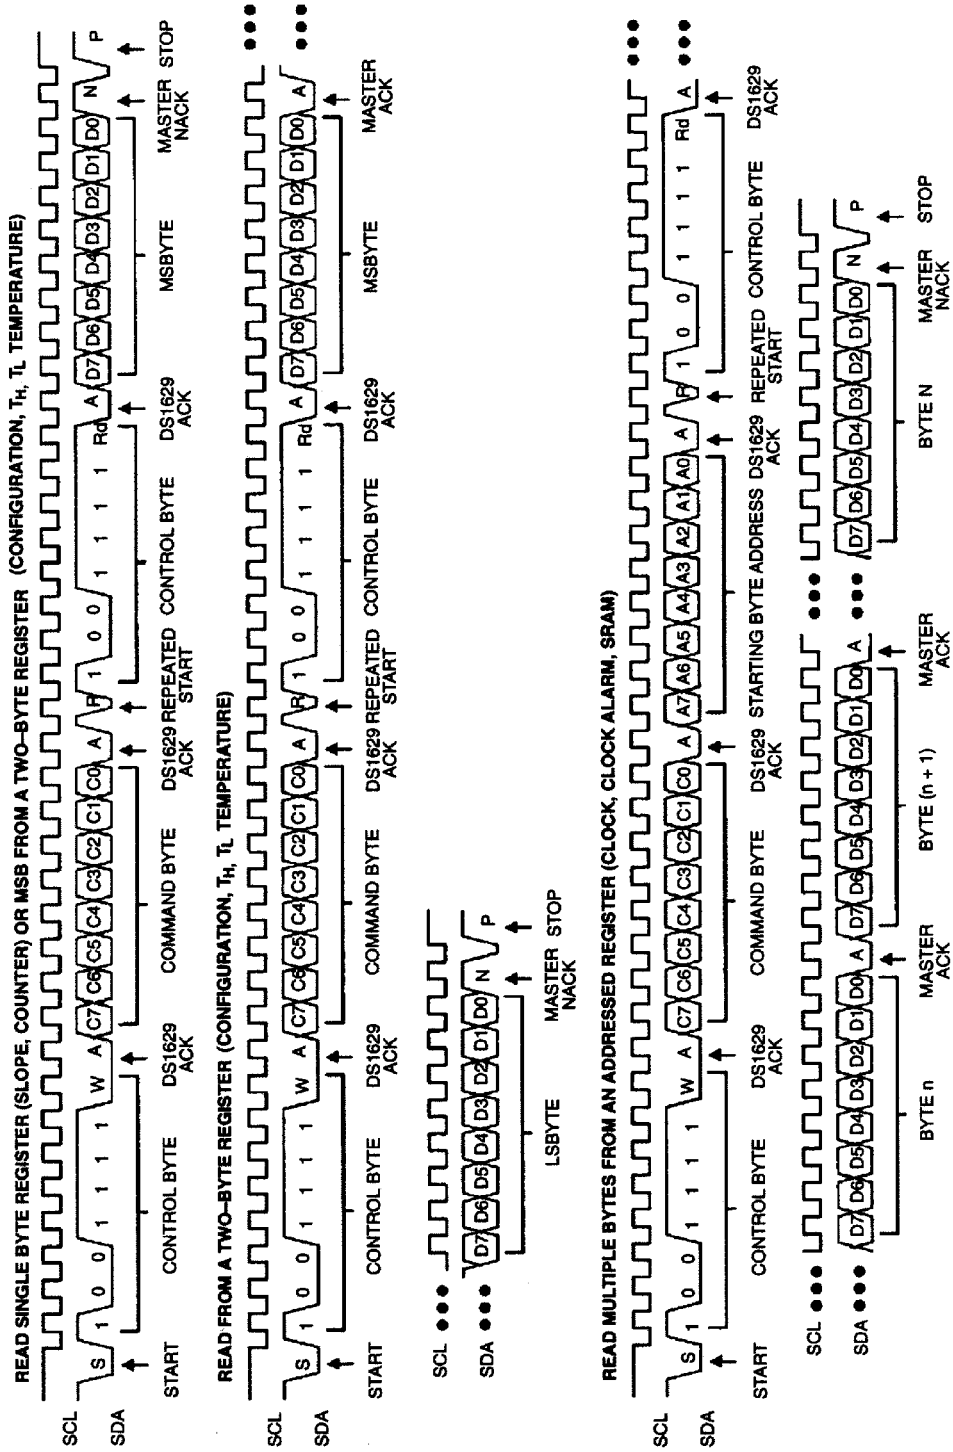 READ SINGLE BYTE REGISTER (SLOPE, COUNTER) OR MSB FROM A TWO–BYTE REGISTER (CONFIGURATION, TH, TL TEMPERATURE)
SCL
SDA S 1 0 0 1 1 1 1 W A C7 C6 C5 C4 C3 C2 C1 C0 A R 1 0 0 1 1 1 1 Rd A D7 D6 D5 D4 D3 D2 D1 D0 N P
START CONTROL BYTE DS1629 ACK COMMAND BYTE DS1629 ACK REPEATED START CONTROL BYTE DS1629 ACK MSBYTE MASTER NACK STOP
READ FROM A TWO–BYTE REGISTER (CONFIGURATION, TH, TL TEMPERATURE)
S 1 0 0 1 1 1 1 W A C7 C6 C5 C4 C3 C2 C1 C0 A R 1 0 0 1 1 1 1 Rd A D7 D6 D5 D4 D3 D2 D1 D0 A
START CONTROL BYTE DS1629 ACK COMMAND BYTE DS1629 ACK REPEATED START CONTROL BYTE DS1629 ACK MSBYTE MASTER ACK
SCL
SDA D7 D6 D5 D4 D3 D2 D1 D0 N P
LSBYTE MASTER NACK STOP
READ MULTIPLE BYTES FROM AN ADDRESSED REGISTER (CLOCK, CLOCK ALARM, SRAM)
SCL
SDA S 1 0 0 1 1 1 1 W A C7 C6 C5 C4 C3 C2 C1 C0 A A7 A6 A5 A4 A3 A2 A1 A0 A R 1 0 0 1 1 1 1 Rd A
START CONTROL BYTE DS1629 ACK COMMAND BYTE DS1629 ACK STARTING BYTE ADDRESS DS1629 ACK REPEATED START CONTROL BYTE DS1629 ACK
SCL
SDA D7 D6 D5 D4 D3 D2 D1 D0 A D7 D6 D5 D4 D3 D2 D1 D0 A D7 D6 D5 D4 D3 D2 D1 D0 N P
BYTE n MASTER ACK BYTE (n + 1) MASTER ACK BYTE N MASTER NACK STOP